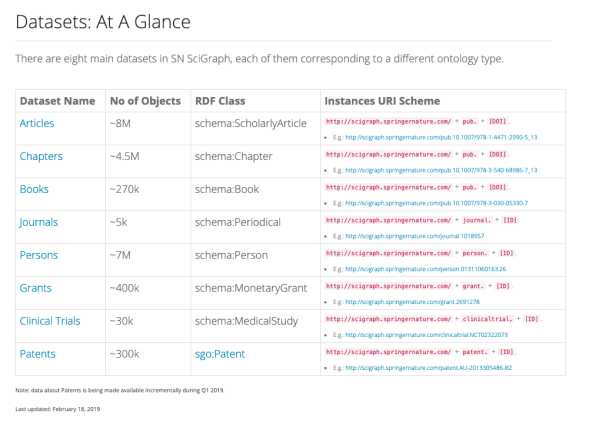 Datasets: At A Glance
There are eight main datasets in SN SciGraph, each of them corresponding to a different ontology type.
Dataset Name No of Objects RDF Class Instances URI Scheme
Articles ~8M schema:ScholarlyArticle http://scigraph.springernature.com/ + pub. + [DOI].
E.g.: http://scigraph.springernature.com/pub.10.1007/978-1-4471-2990-5_13
Chapters ~4.5M schema:Chapter http://scigraph.springernature.com/ + pub. + [DOI].
E.g.: http://scigraph.springernature.com/pub.10.1007/978-3-540-68986-7_13
Books ~270k schema:Book http://scigraph.springernature.com/ + pub. + [DOI]
E.g.: http://scigraph.springernature.com/pub.10.1007/978-3-030-05330-7
Journals ~5k schema:Periodical http://scigraph.springernature.com/ + journal. + [ID].
E.g.: http://scigraph.springernature.com/journal.1018957
Persons ~7M schema:Person http://scigraph.springernature.com/ + person. + [ID].
E.g.: http://scigraph.springernature.com/person.01311060163.26
Grants ~400k schema:MonetaryGrant http://scigraph.springernature.com/ + grant. + [ID].
E.g.: http://scigraph.springernature.com/grant.2691278
Clinical Trials ~30k schema:MedicalStudy http://scigraph.springernature.com/ + clinicaltrial. + [ID].
E.g.: http://scigraph.springernature.com/clinicaltrial.NCT02322073
Patents ~300k sgo:Patent http://scigraph.springernature.com/ + patent. + [ID].
E.g.: http://scigraph.springernature.com/patent.AU-2013305486-B2
Note: data about Patents is being made available incrementally during Q1 2019.
Last updated: February 18, 2019